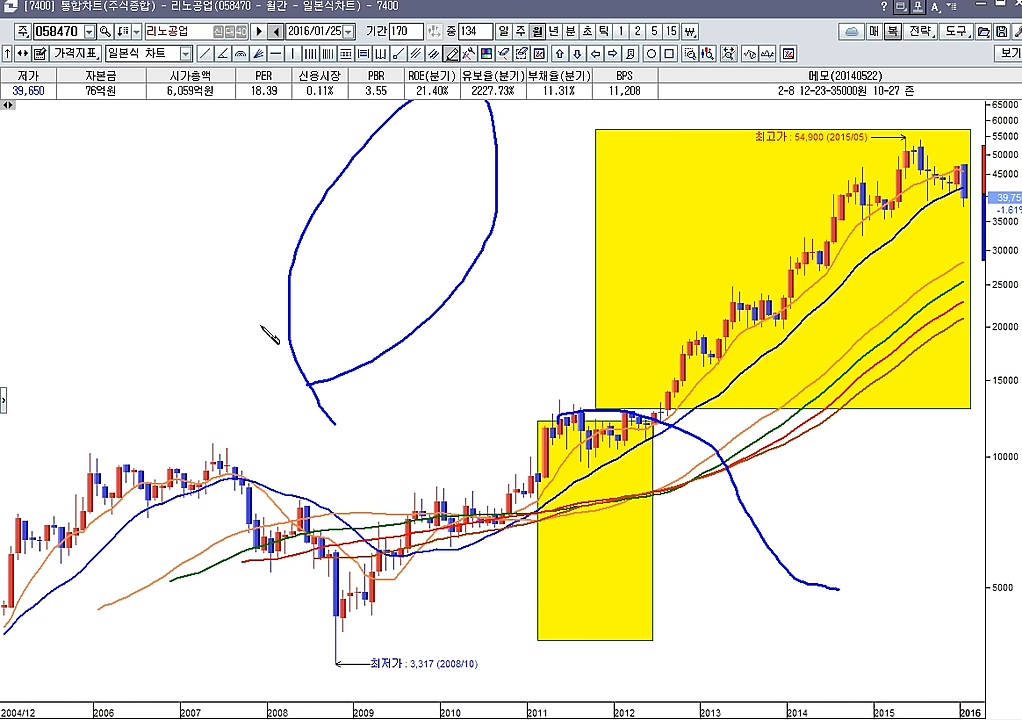 [7400] 통합차트(주식종합) - 리노공업(058470 - 월간 - 일본식차트) - 7400
주 058470 리노공업 2016/01/25 기간 170 중 134 일 주 월 년 분 초 틱 1 2 5 15 매 복 전략 도구
가격지표 일본식 차트 보기
저가 자본금 시가총액 PER 신용시장 PBR ROE(분기) 유보율(분기) 부채율(분기) BPS 메모(20140522)
39,650 76억원 6,059억원 18.39 0.11% 3.55 21.40% 2227.73% 11.31% 11,208 2-8 12-23-35000원 10-27 존
65000
60000
최고가 : 54,900 (2015/05)
55000
50000
45000
39,75
-1.61%
35000
30000
25000
20000
15000
10000
5000
최저가 : 3,317 (2008/10)
2004/12 2006 2007 2008 2009 2010 2011 2012 2013 2014 2015 2016